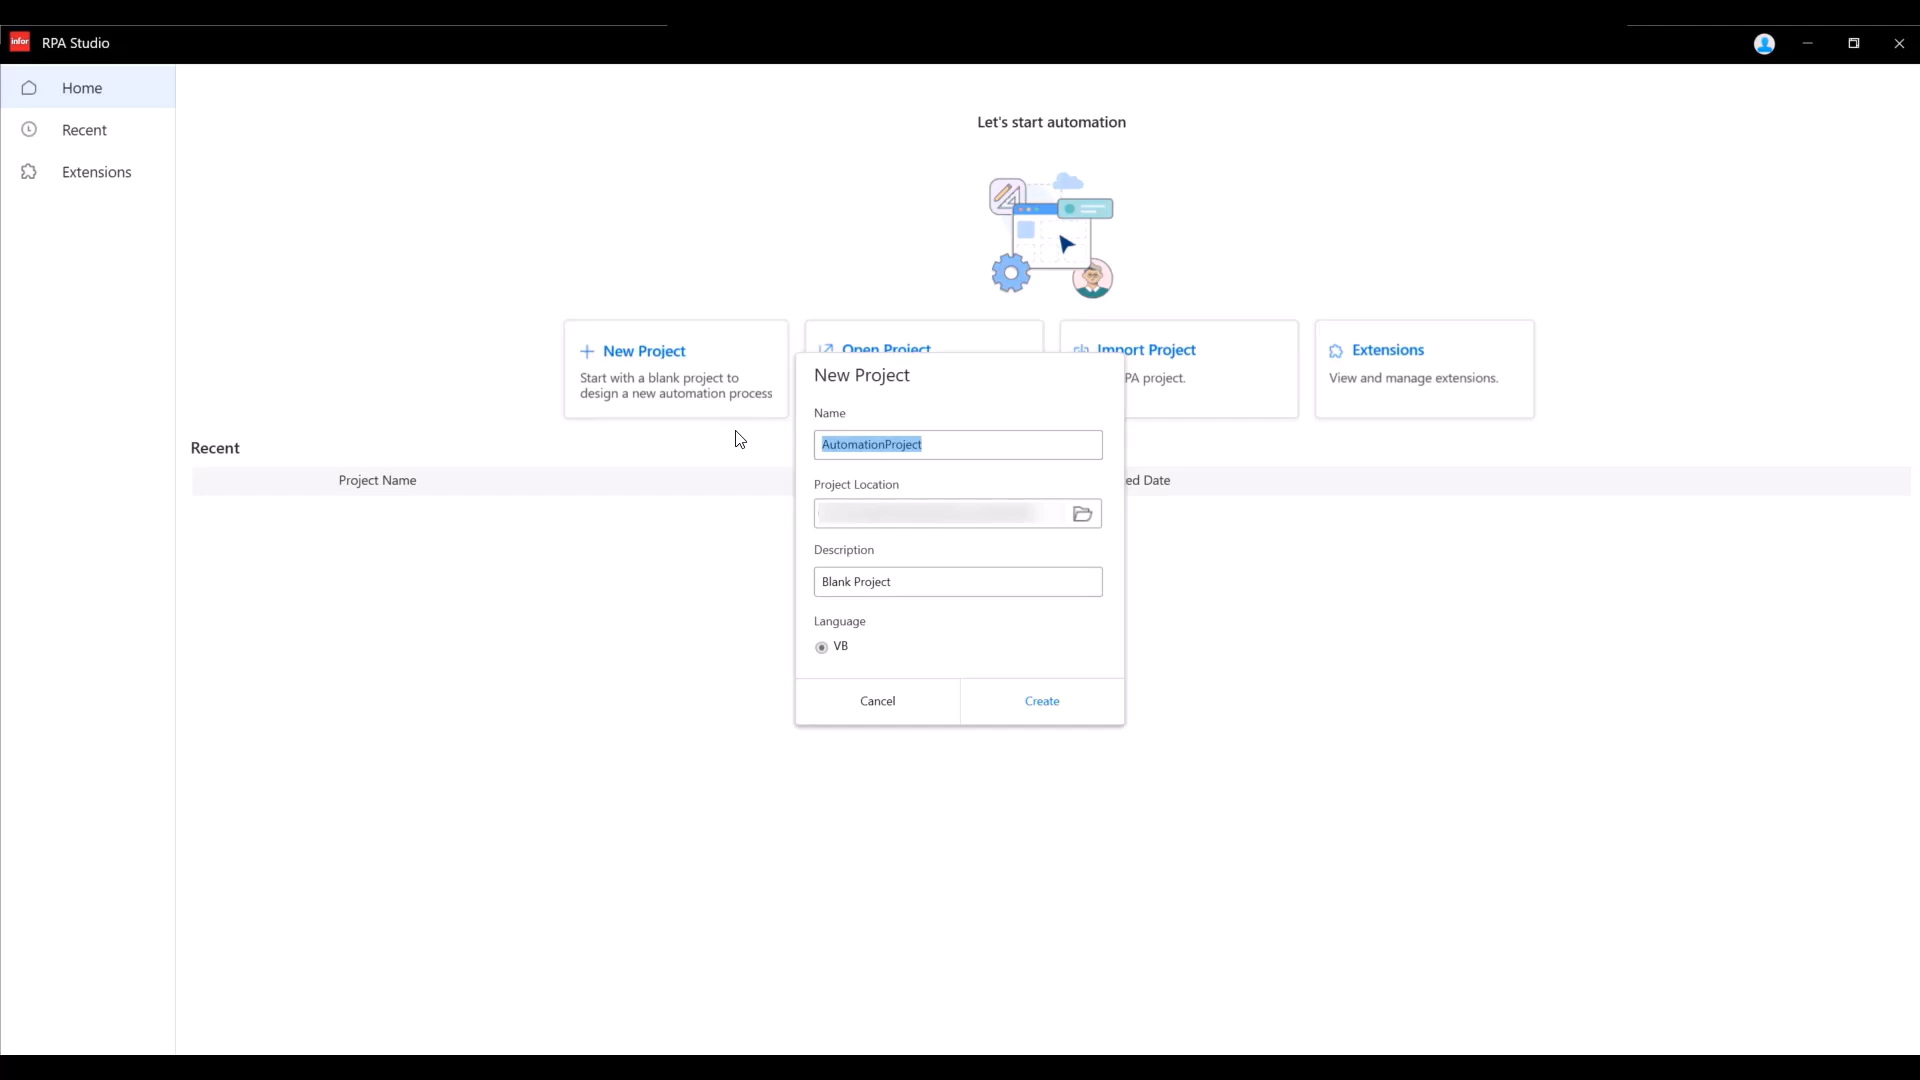 infor
RPA Studio
Home
Recent
Extensions
Let's start automation
New Project
Start with a blank project to
design a new automation process
Open Project
Import Project
PA project.
Extensions
View and manage extensions.
Recent
Project Name
ed Date
New Project
Name
AutomationProject
Project Location
Description
Blank Project
Language
VB
Cancel
Create